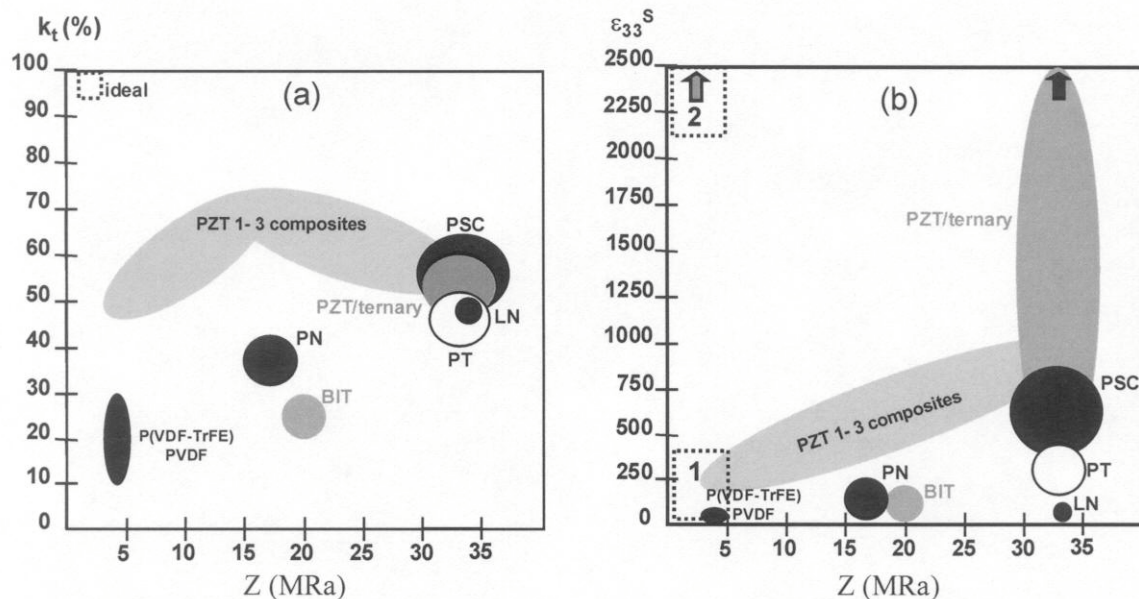 k_t (%)
100
90
80
70
60
50
40
30
20
10
0
ideal
(a)
PZT 1- 3 composites
PSC
PZT/ternary
LN
PT
PN
BIT
P(VDF-TrFE)
PVDF
5
10
15
20
25
30
35
Z (MRa)
ε₃₃ˢ
2500
2250
2000
1750
1500
1250
1000
750
500
250
0
2
(b)
PZT/ternary
PSC
PZT 1- 3 composites
1
P(VDF-TrFE)
PVDF
PN
BIT
PT
LN
5
10
15
20
25
30
35
Z (MRa)